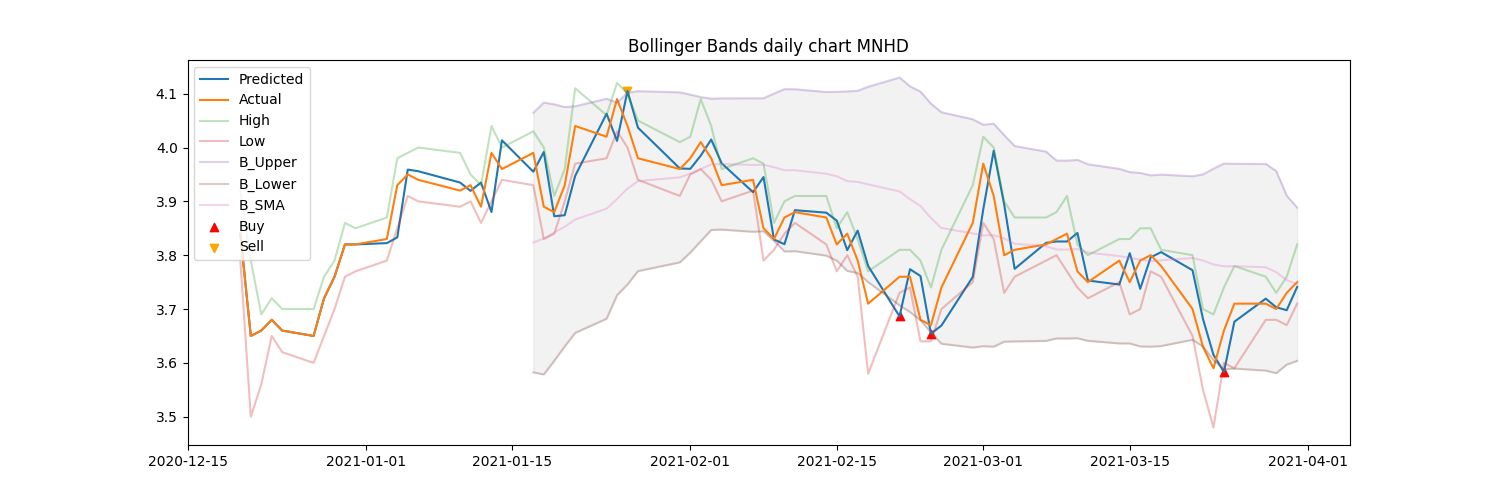 Bollinger Bands daily chart MNHD
Predicted
Actual
High
Low
B_Upper
B_Lower
B_SMA
Buy
Sell
4.1
4.0
3.9
3.8
3.7
3.6
3.5
2020-12-15
2021-01-01
2021-01-15
2021-02-01
2021-02-15
2021-03-01
2021-03-15
2021-04-01